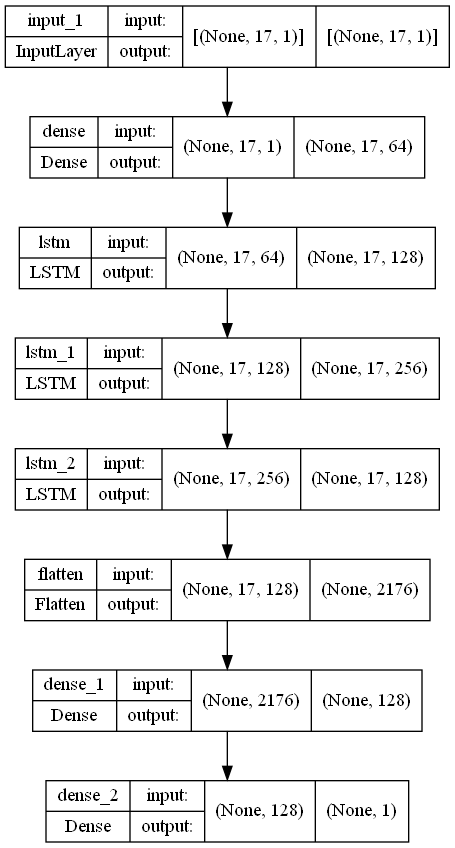 input_1 input: [(None, 17, 1)] [(None, 17, 1)]
InputLayer output:
dense input: (None, 17, 1) (None, 17, 64)
Dense output:
lstm input: (None, 17, 64) (None, 17, 128)
LSTM output:
lstm_1 input: (None, 17, 128) (None, 17, 256)
LSTM output:
lstm_2 input: (None, 17, 256) (None, 17, 128)
LSTM output:
flatten input: (None, 17, 128) (None, 2176)
Flatten output:
dense_1 input: (None, 2176) (None, 128)
Dense output:
dense_2 input: (None, 128) (None, 1)
Dense output: